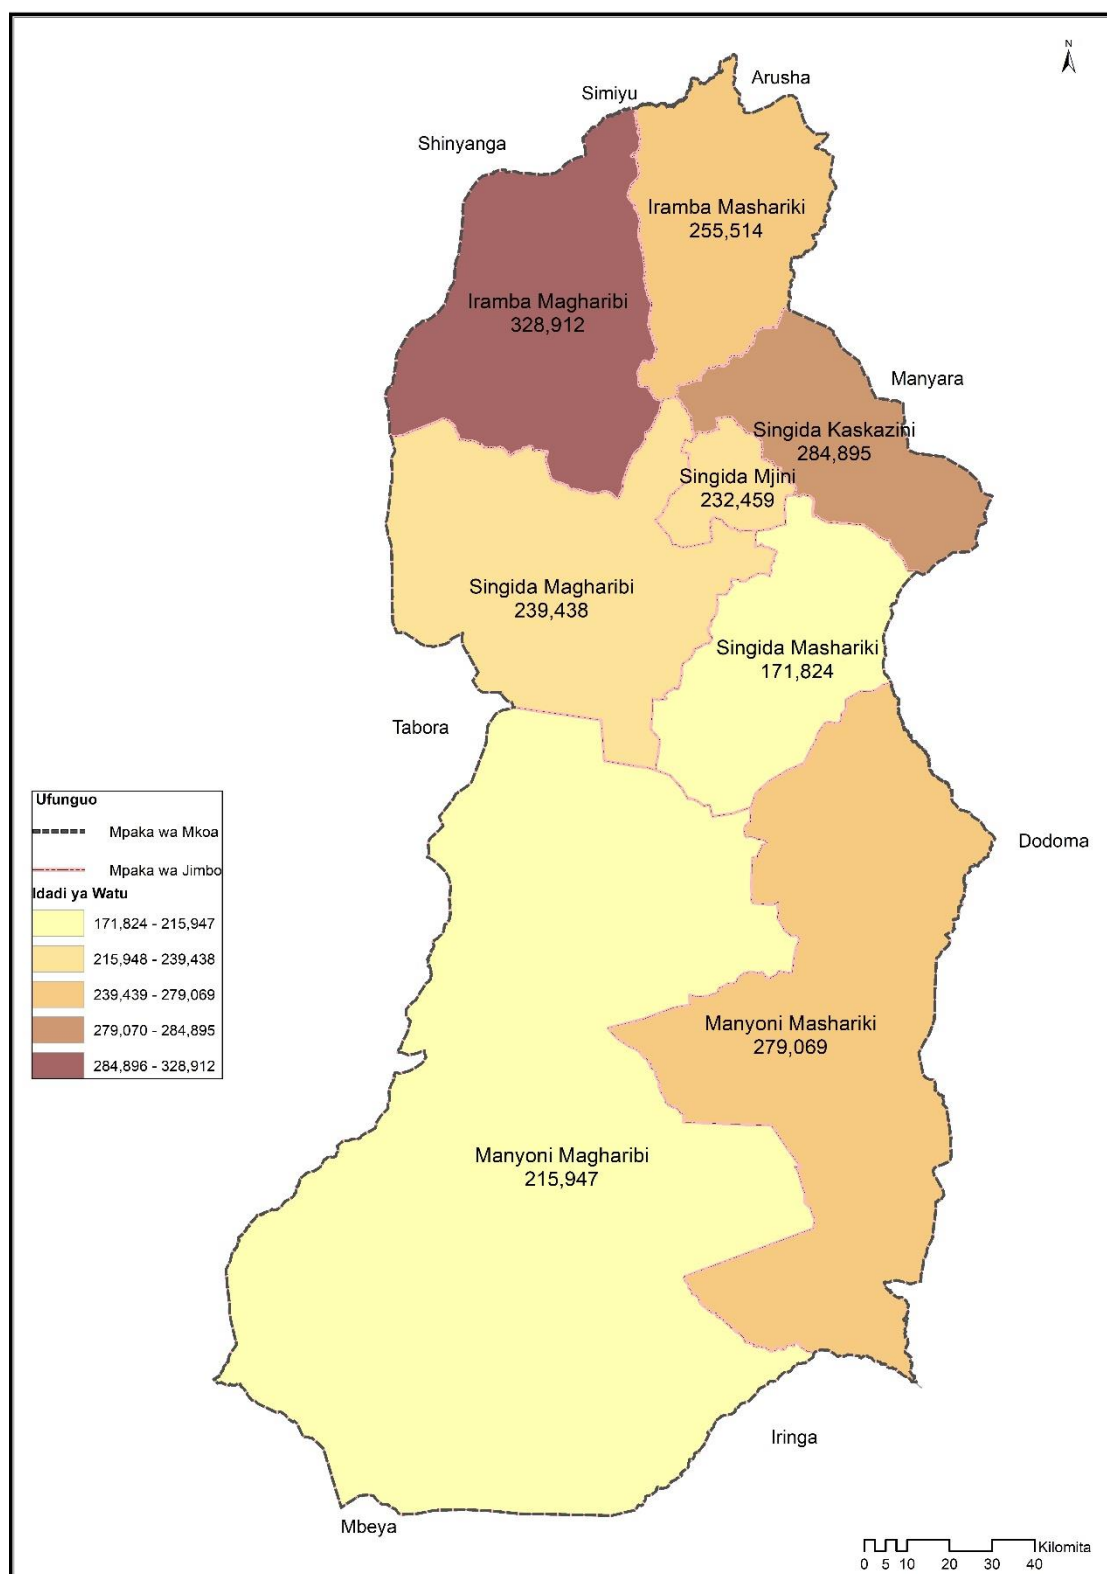 N
Arusha
Simiyu
Shinyanga
Iramba Mashariki
255,514
Iramba Magharibi
328,912
Manyara
Singida Kaskazini
284,895
Singida Mjini
232,459
Singida Magharibi
239,438
Singida Mashariki
171,824
Tabora
Ufunguo
Mpaka wa Mkoa
Mpaka wa Jimbo
Idadi ya Watu
171,824 - 215,947
215,948 - 239,438
239,439 - 279,069
279,070 - 284,895
284,896 - 328,912
Dodoma
Manyoni Mashariki
279,069
Manyoni Magharibi
215,947
Iringa
Mbeya
Kilomita
0 5 10 20 30 40